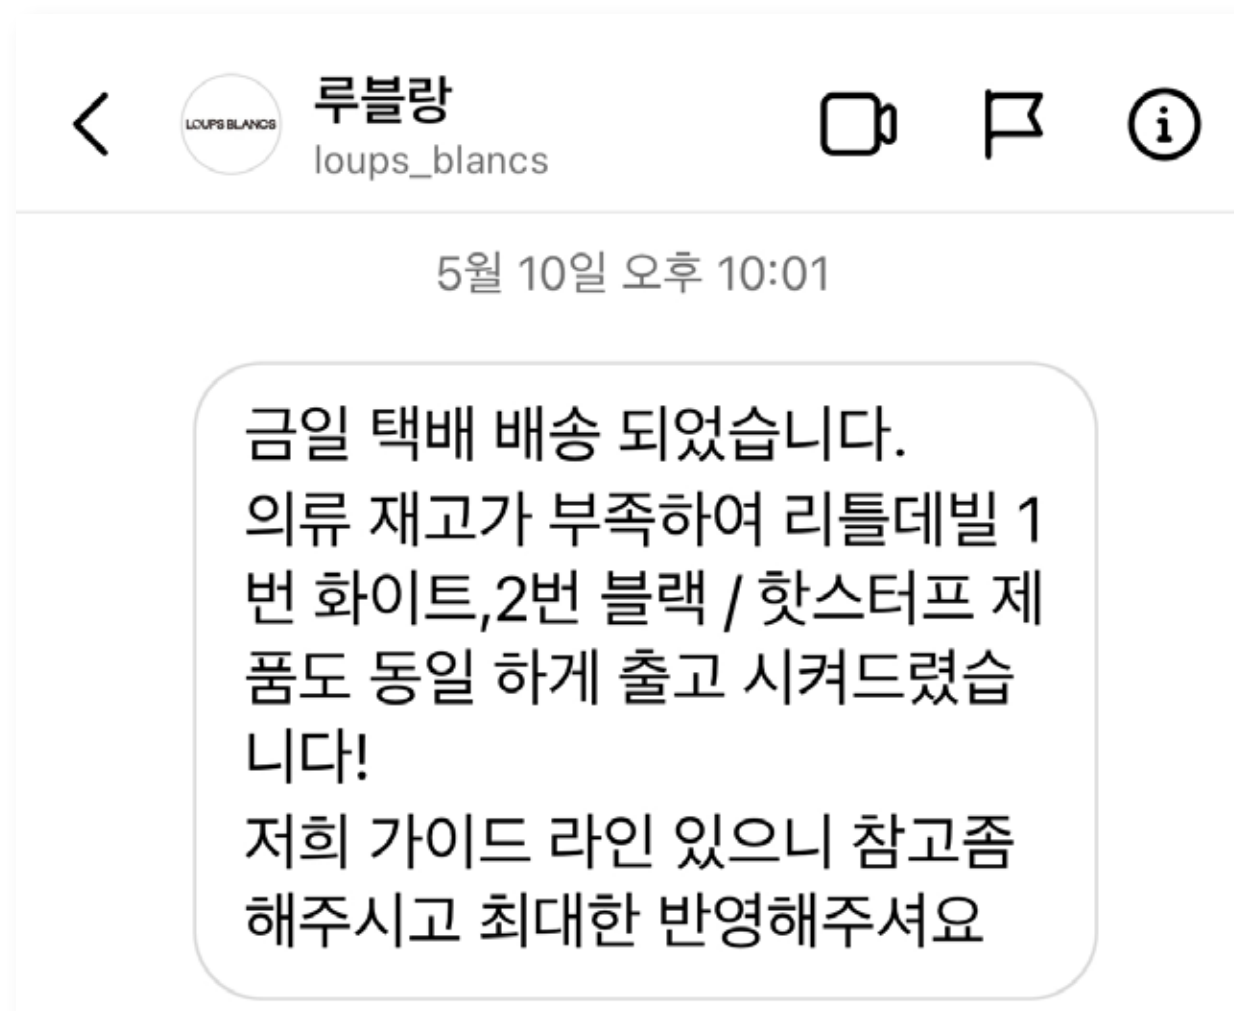 루블랑
LOUPS BLANCS
loups_blancs
5월 10일 오후 10:01
금일 택배 배송 되었습니다.
의류 재고가 부족하여 리틀데빌 1
번 화이트,2번 블랙 / 핫스터프 제
품도 동일 하게 출고 시켜드렸습
니다!
저희 가이드 라인 있으니 참고좀
해주시고 최대한 반영해주셔요